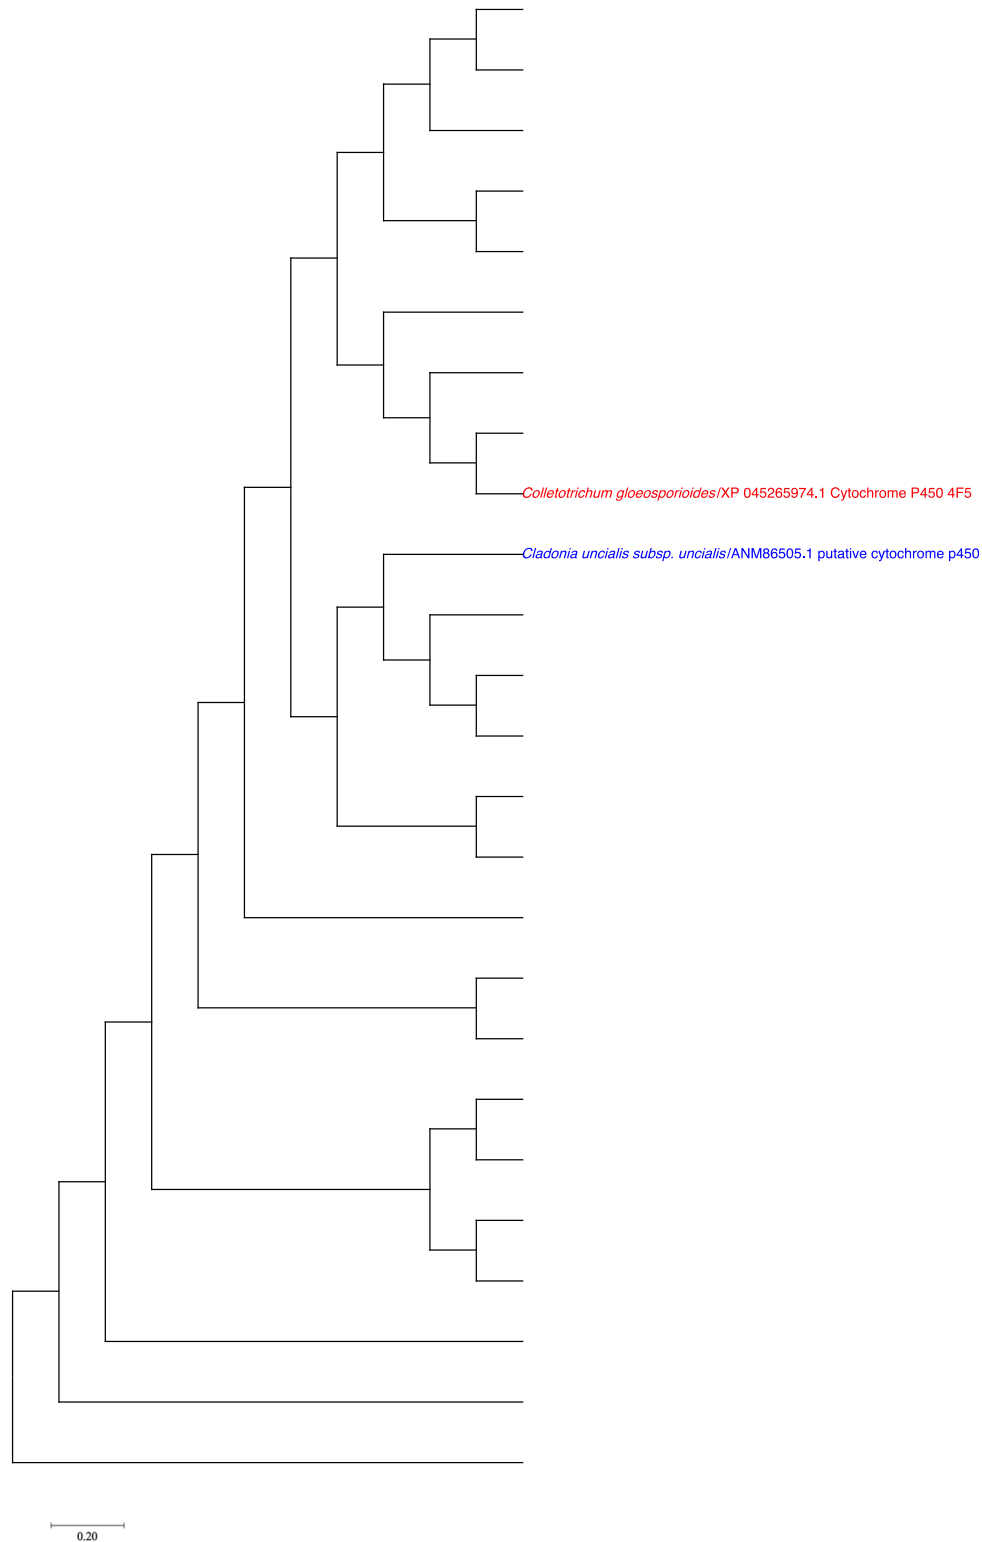 Colletotrichum gloeosporioides/XP 045265974.1 Cytochrome P450 4F5
Cladonia uncialis subsp. uncialis/ANM86505.1 putative cytochrome p450
0.20